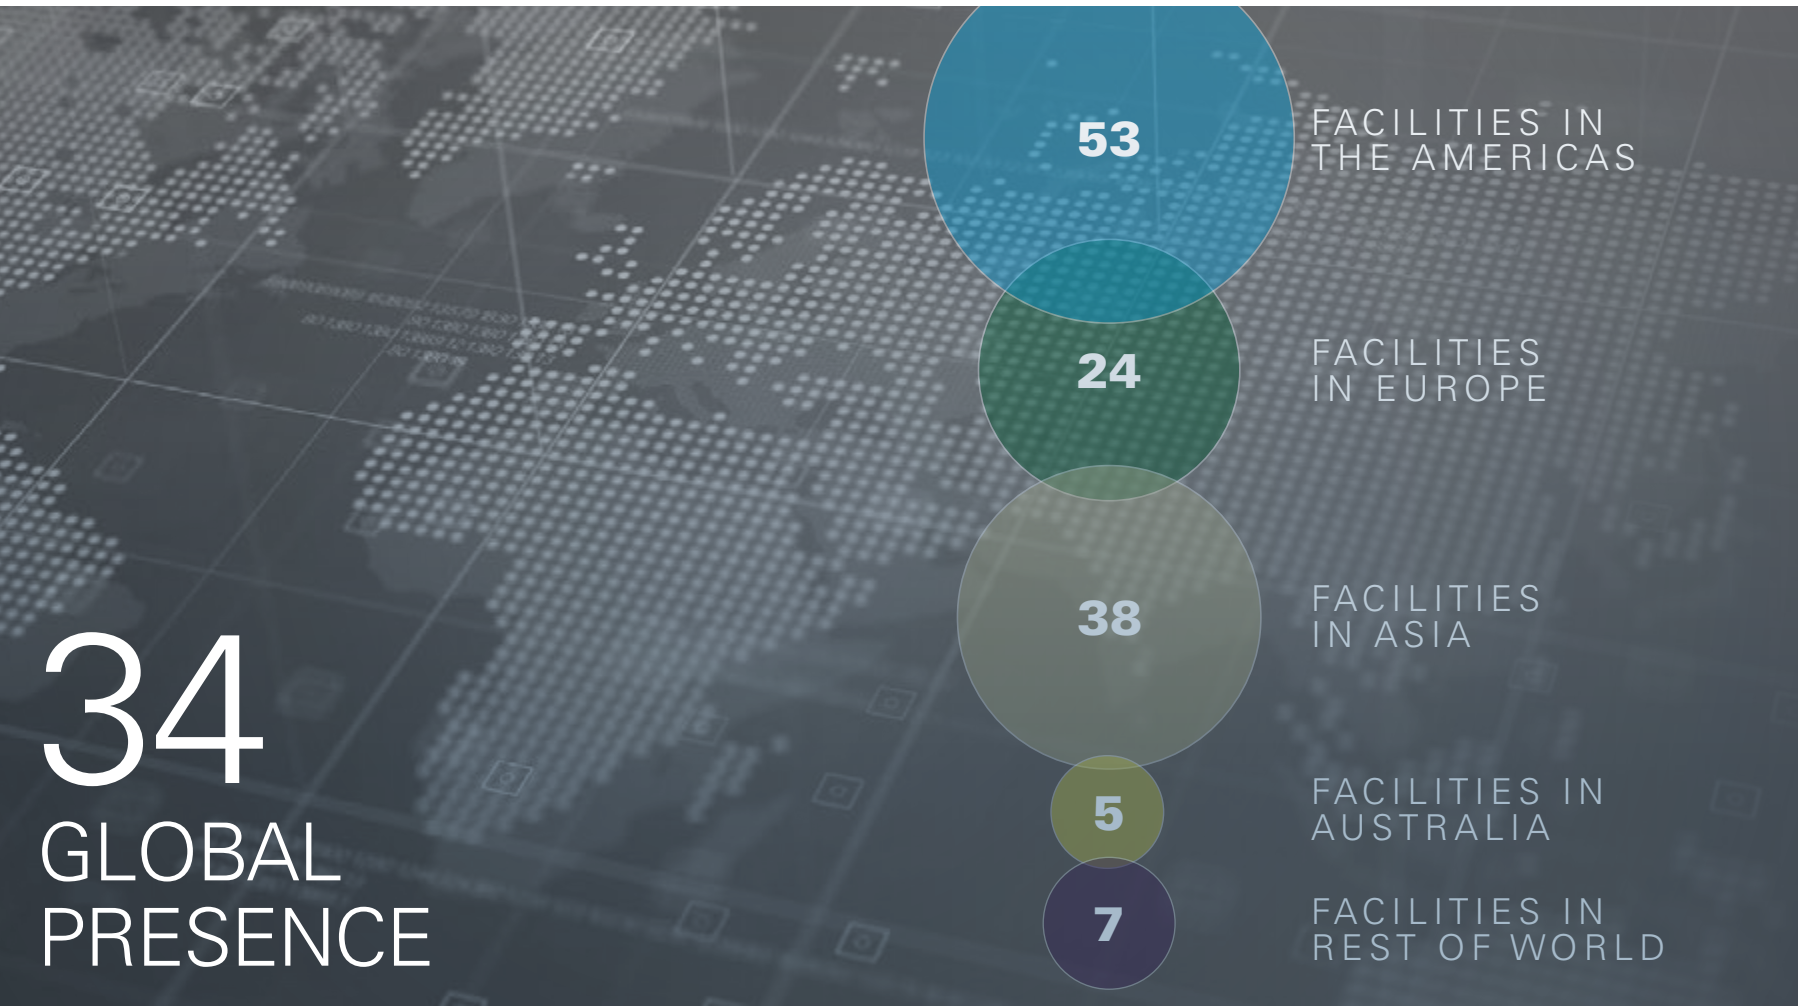 53
FACILITIES IN
THE AMERICAS
24
FACILITIES
IN EUROPE
38
FACILITIES
IN ASIA
5
FACILITIES IN
AUSTRALIA
7
FACILITIES IN
REST OF WORLD
34
GLOBAL
PRESENCE